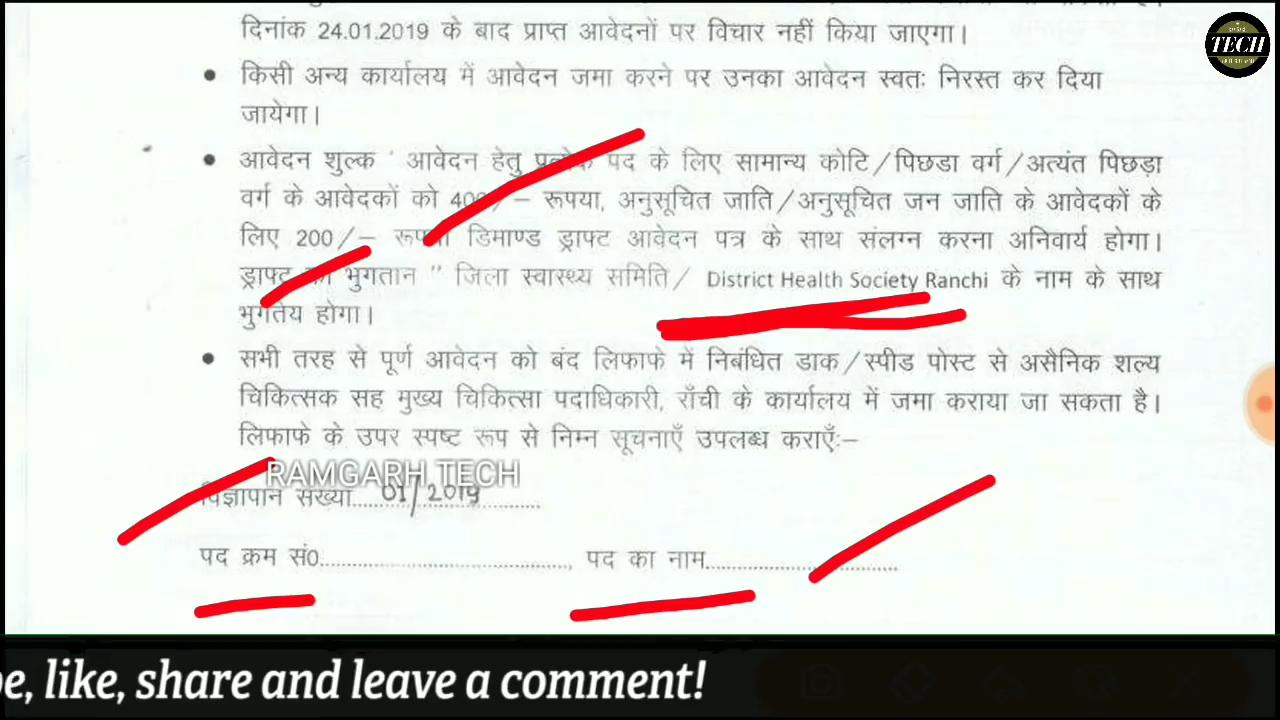 दिनांक 24.01.2019 के बाद प्राप्त आवेदनों पर विचार नहीं किया जाएगा।
TECH
• किसी अन्य कार्यालय में आवेदन जमा करने पर उनका आवेदन स्वतः निरस्त कर दिया
जायेगा।
• आवेदन शुल्क ' आवेदन हेतु प्रत्येक पद के लिए सामान्य कोटि/पिछडा वर्ग/अत्यंत पिछड़ा
वर्ग के आवेदकों को 400/– रूपया, अनुसूचित जाति/अनुसूचित जन जाति के आवेदकों के
लिए 200/– रूपया डिमाण्ड ड्राफ्ट आवेदन पत्र के साथ संलग्न करना अनिवार्य होगा।
ड्राफ्ट का भुगतान " जिला स्वास्थ्य समिति/ District Health Society Ranchi के नाम के साथ
भुगतेय होगा।
• सभी तरह से पूर्ण आवेदन को बंद लिफाफे में निबंधित डाक/स्पीड पोस्ट से असैनिक शल्य
चिकित्सक सह मुख्य चिकित्सा पदाधिकारी, राँची के कार्यालय में जमा कराया जा सकता है।
लिफाफे के उपर स्पष्ट रूप से निम्न सूचनाएँ उपलब्ध कराएँ:–
RAMGARH TECH
विज्ञापान संख्या.... 01/2019 ....
पद क्रम सं0........................................, पद का नाम........................................
be, like, share and leave a comment!